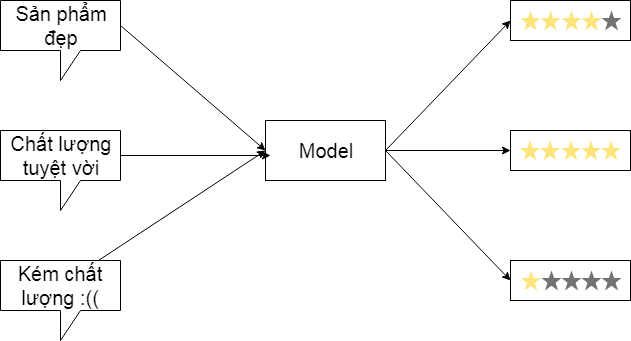 Sản phẩm
đẹp
Chất lượng
tuyệt vời
Kém chất
lượng :((
Model